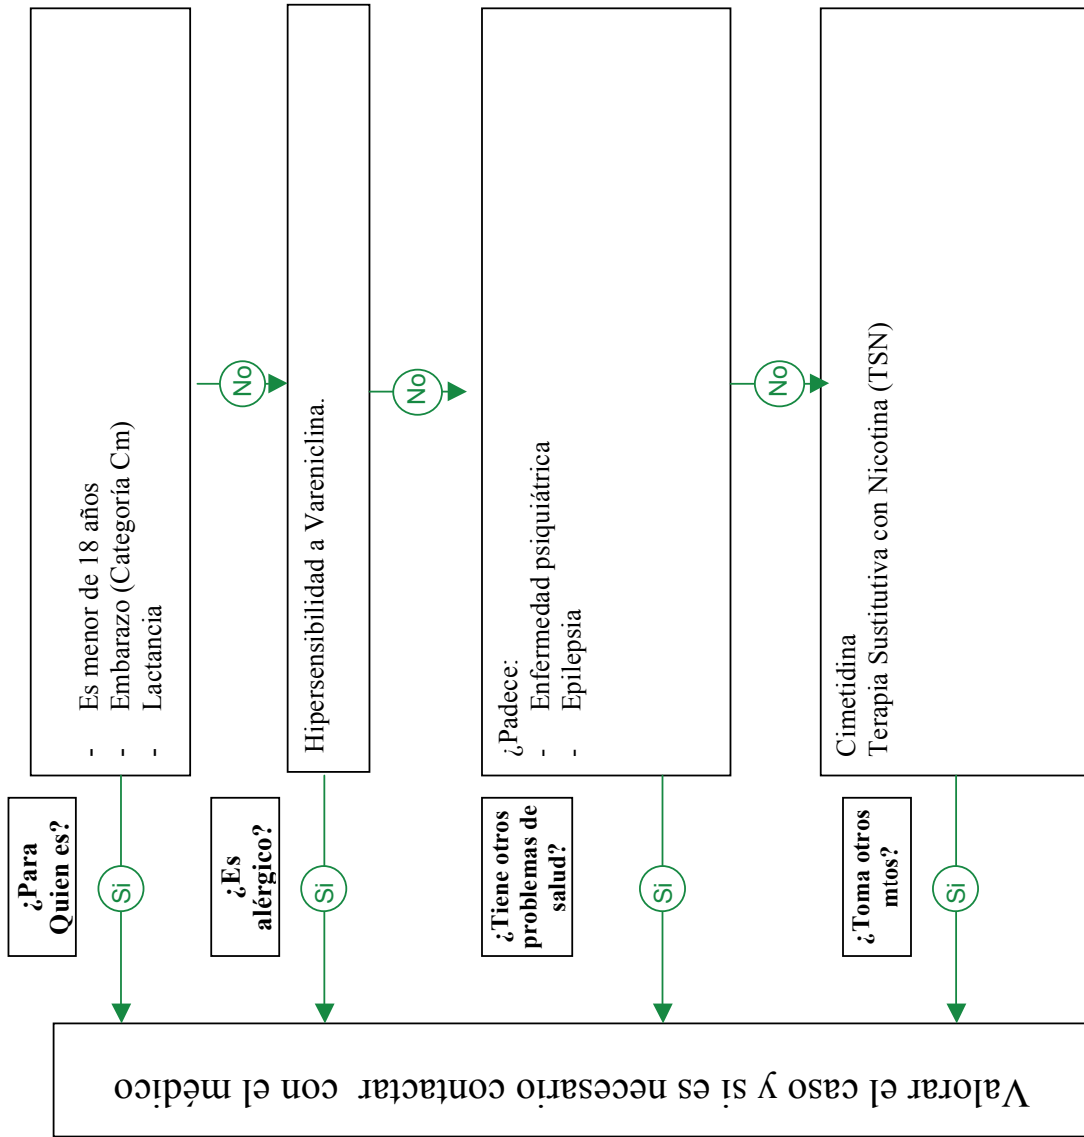 ¿Para
Quien es?
- Es menor de 18 años
- Embarazo (Categoría Cm)
- Lactancia
Si
No
¿Es
alérgico?
Hipersensibilidad a Vareniclina.
Si
No
¿Tiene otros
problemas de
salud?
¿Padece:
- Enfermedad psiquiátrica
- Epilepsia
Si
No
¿Toma otros
mtos?
Cimetidina
Terapia Sustitutiva con Nicotina (TSN)
Si
Valorar el caso y si es necesario contactar con el médico